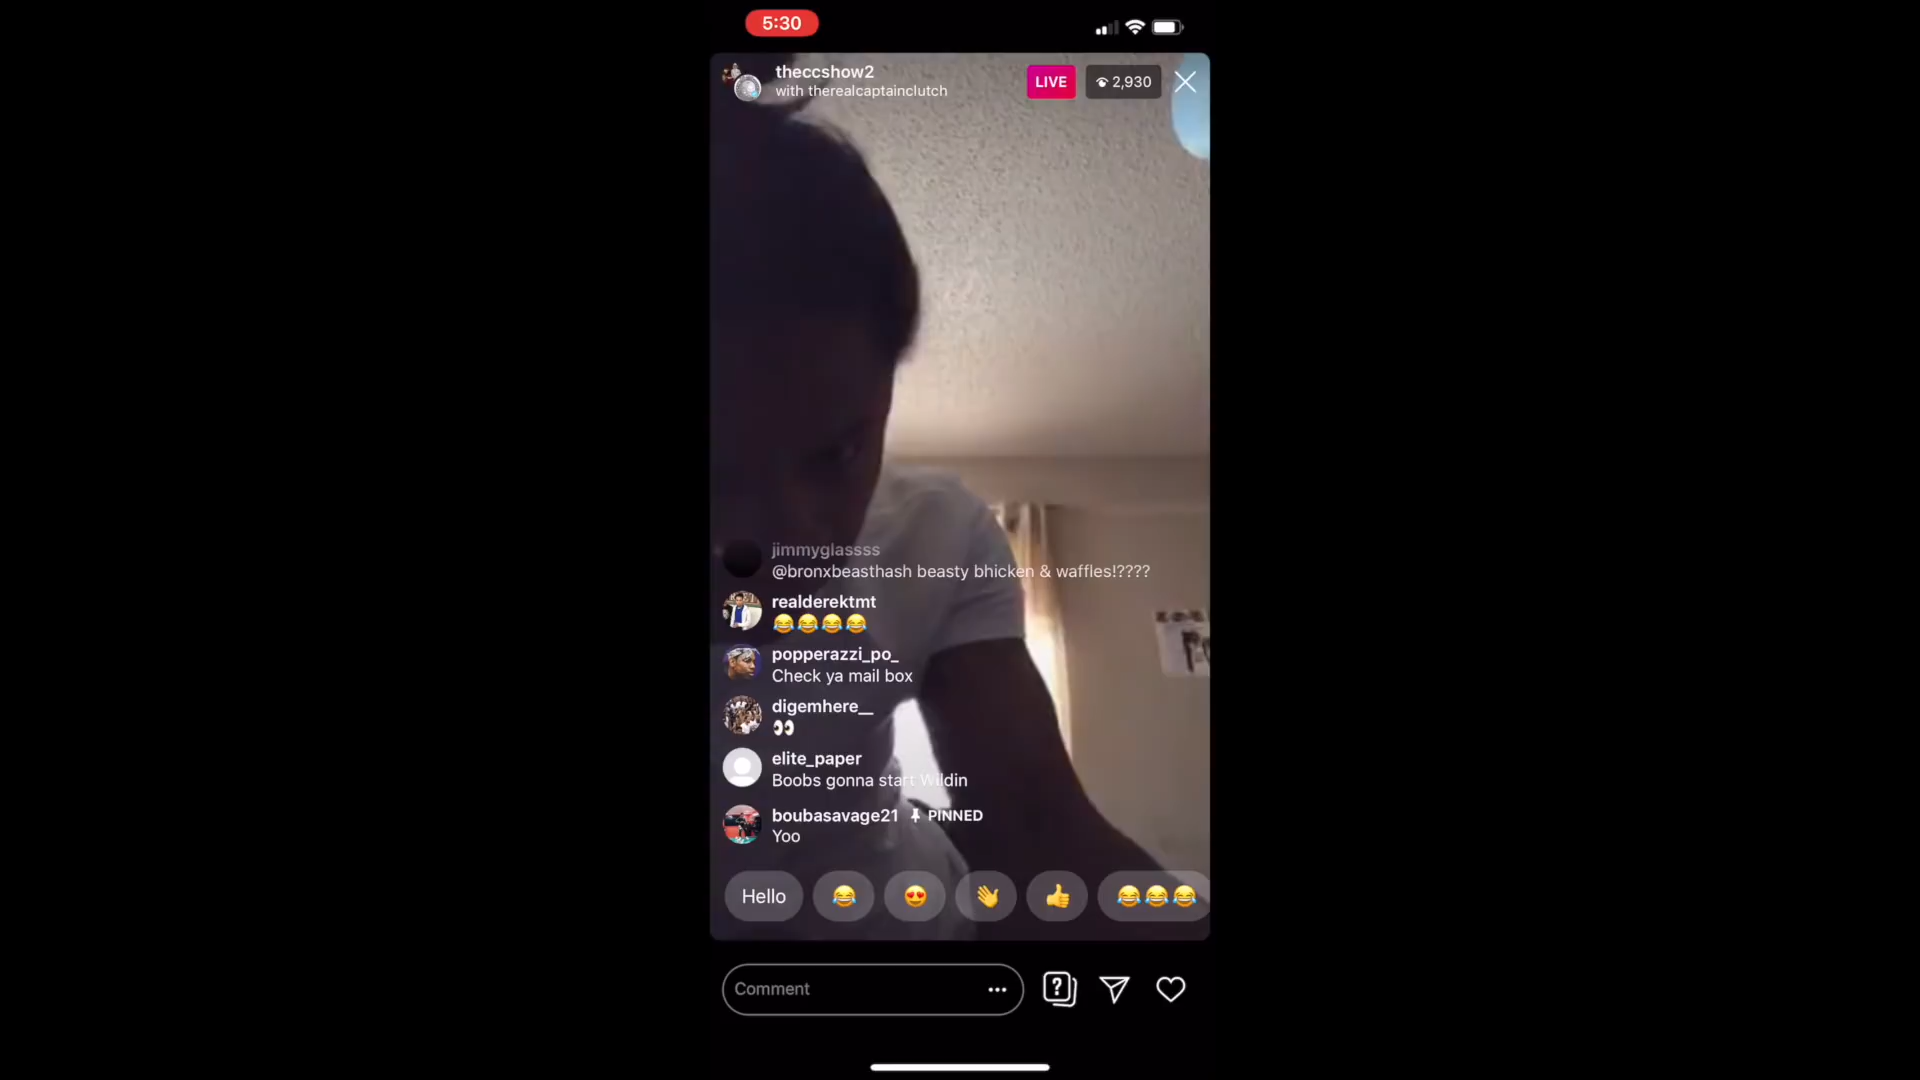 5:30
theccshow2
with therealcaptainclutch
LIVE
2,930
jimmyglassss
@bronxbeasthash beasty bhicken & waffles!????
realderektmt
😂😂😂😂
popperazzi_po_
Check ya mail box
digemhere__
👀
elite_paper
Boobs gonna start Wildin
boubasavage21 PINNED
Yoo
Hello 😂 😍 👋 👍 😂😂😂
Comment